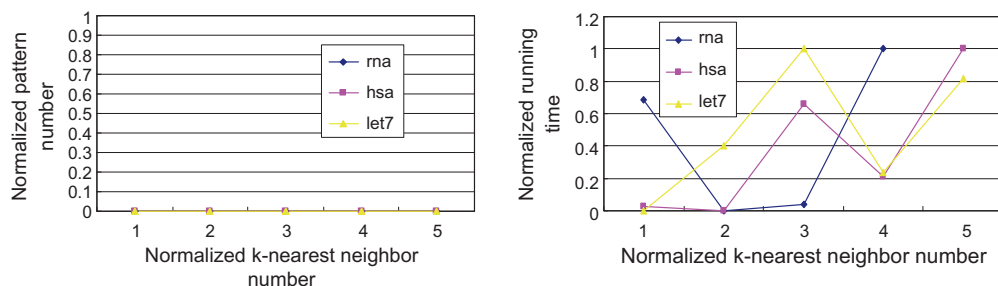 Normalized pattern
number
1
0.9
0.8
0.7
0.6
0.5
0.4
0.3
0.2
0.1
0
rna
hsa
let7
1 2 3 4 5
Normalized k-nearest neighbor
number
Normalized running
time
1.2
1
0.8
0.6
0.4
0.2
0
rna
hsa
let7
1 2 3 4 5
Normalized k-nearest neighbor number